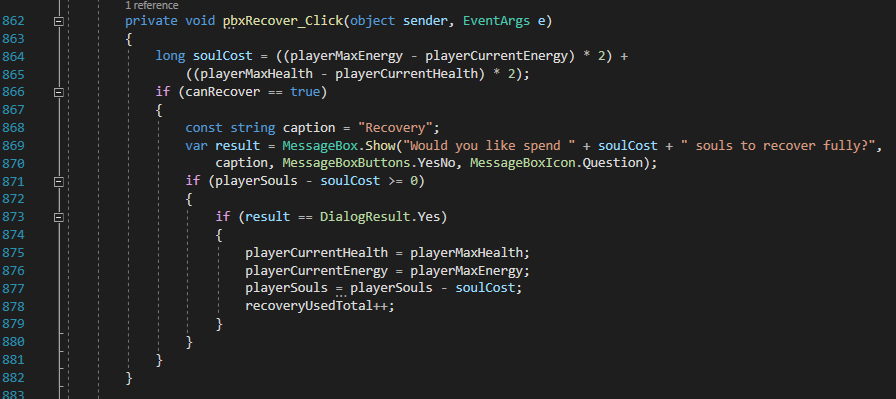 1 reference
862 private void pbxRecover_Click(object sender, EventArgs e)
863 {
864 long soulCost = ((playerMaxEnergy - playerCurrentEnergy) * 2) +
865 ((playerMaxHealth - playerCurrentHealth) * 2);
866 if (canRecover == true)
867 {
868 const string caption = "Recovery";
869 var result = MessageBox.Show("Would you like spend " + soulCost + " souls to recover fully?",
870 caption, MessageBoxButtons.YesNo, MessageBoxIcon.Question);
871 if (playerSouls - soulCost >= 0)
872 {
873 if (result == DialogResult.Yes)
874 {
875 playerCurrentHealth = playerMaxHealth;
876 playerCurrentEnergy = playerMaxEnergy;
877 playerSouls = playerSouls - soulCost;
878 recoveryUsedTotal++;
879 }
880 }
881 }
882 }
883